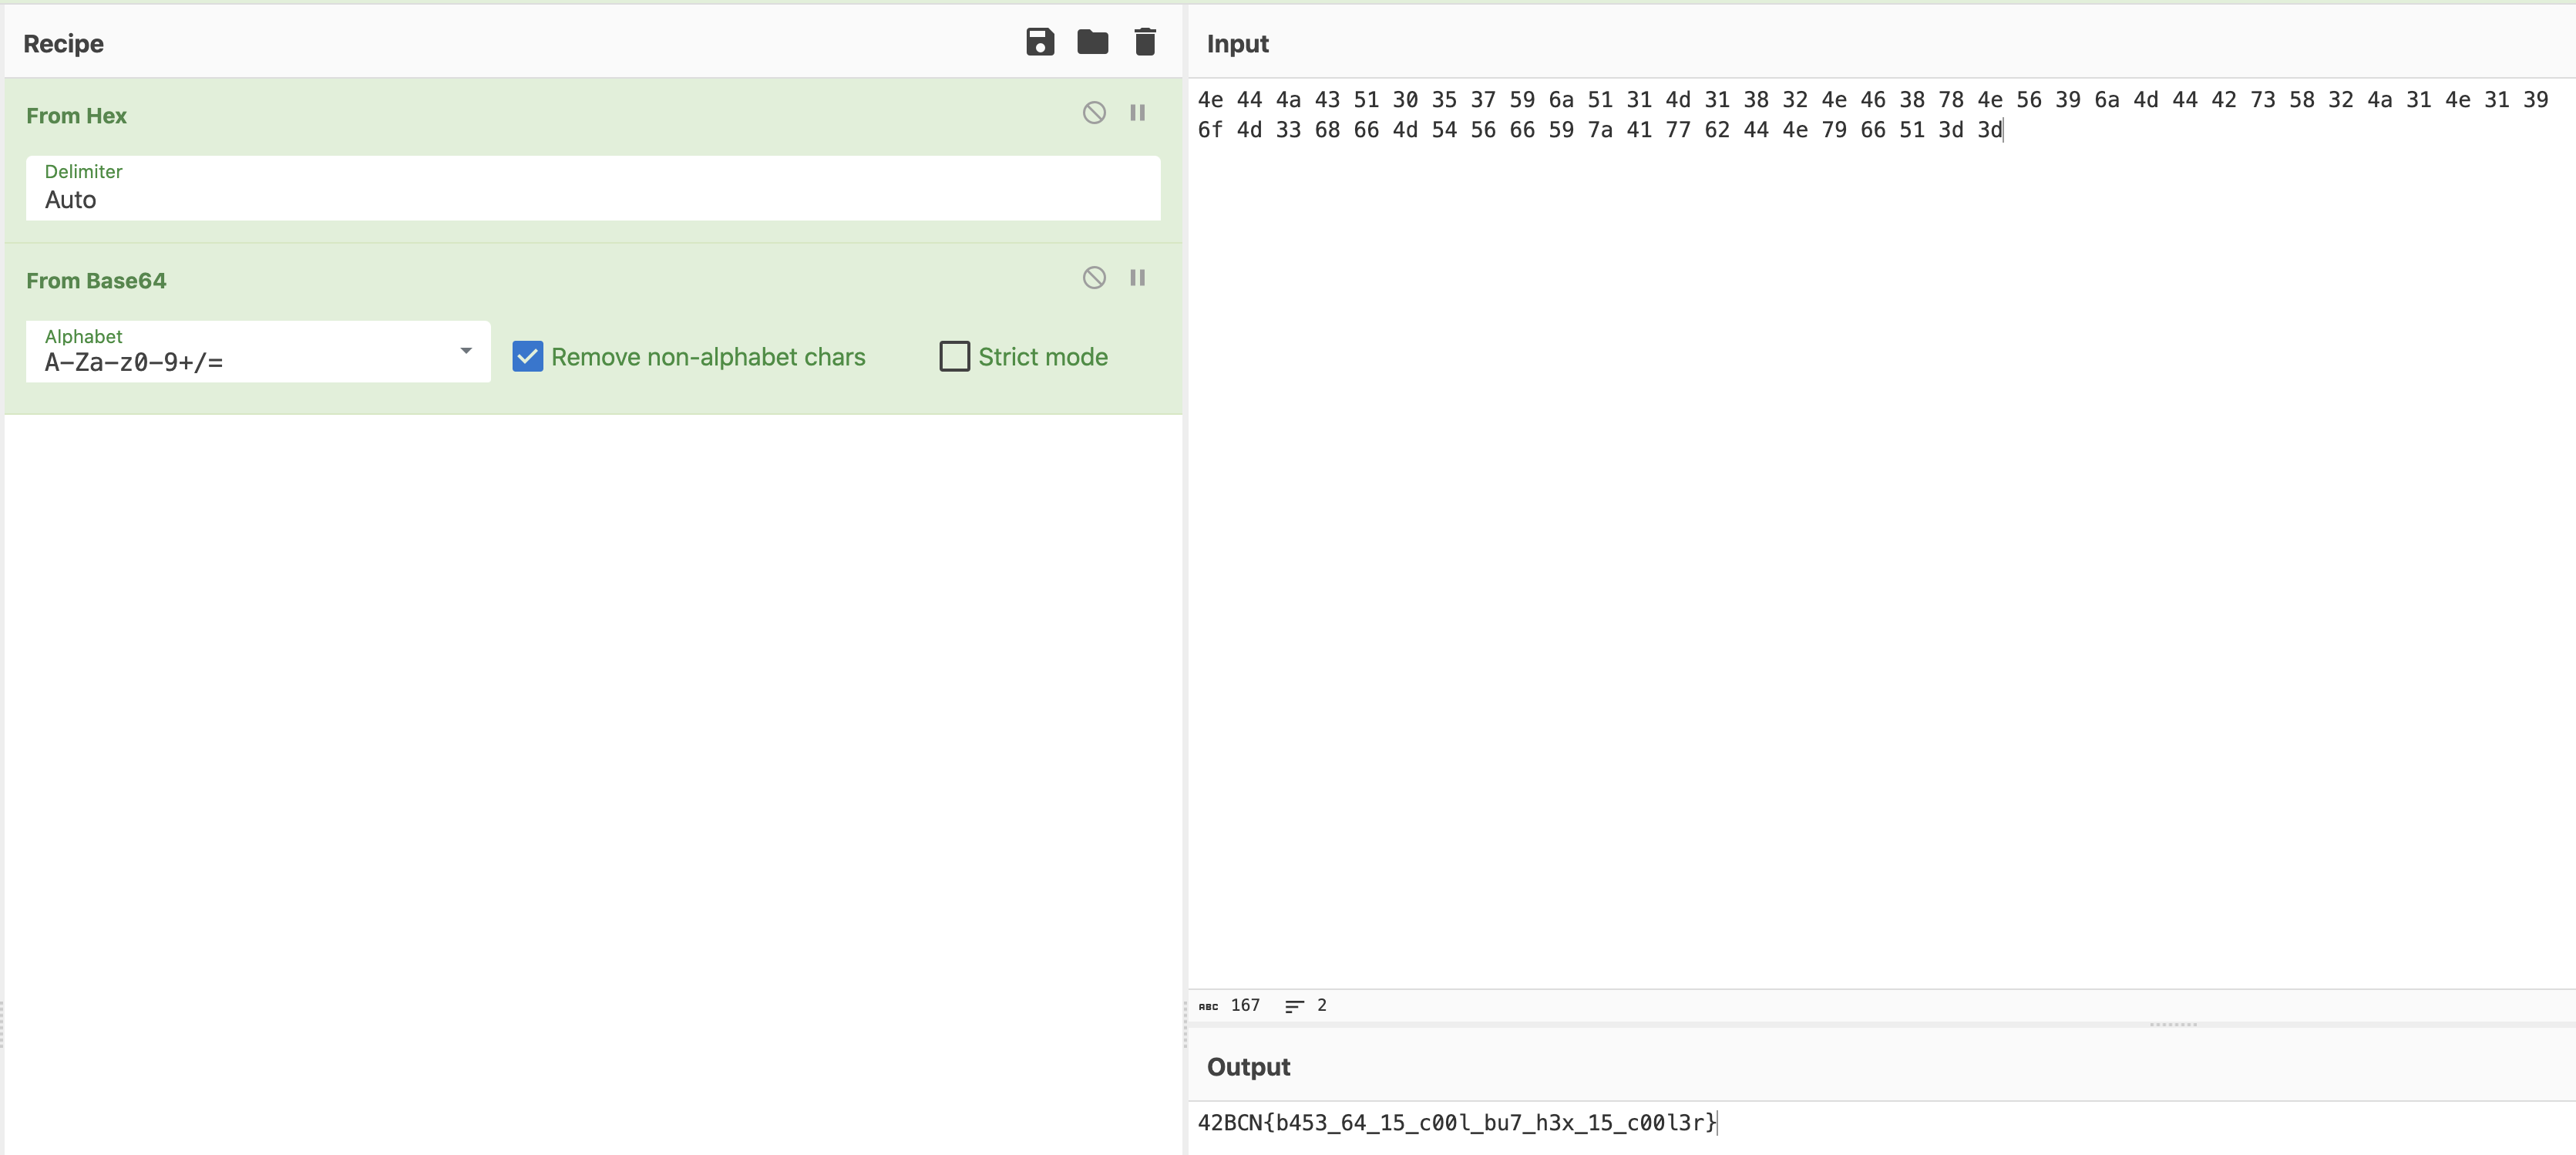 Recipe
From Hex
Delimiter
Auto
From Base64
Alphabet
A-Za-z0-9+/=
Remove non-alphabet chars
Strict mode
Input
4e 44 4a 43 51 30 35 37 59 6a 51 31 4d 31 38 32 4e 46 38 78 4e 56 39 6a 4d 44 42 73 58 32 4a 31 4e 31 39
6f 4d 33 68 66 4d 54 56 66 59 7a 41 77 62 44 4e 79 66 51 3d 3d
ABC 167 2
Output
42BCN{b453_64_15_c00l_bu7_h3x_15_c00l3r}